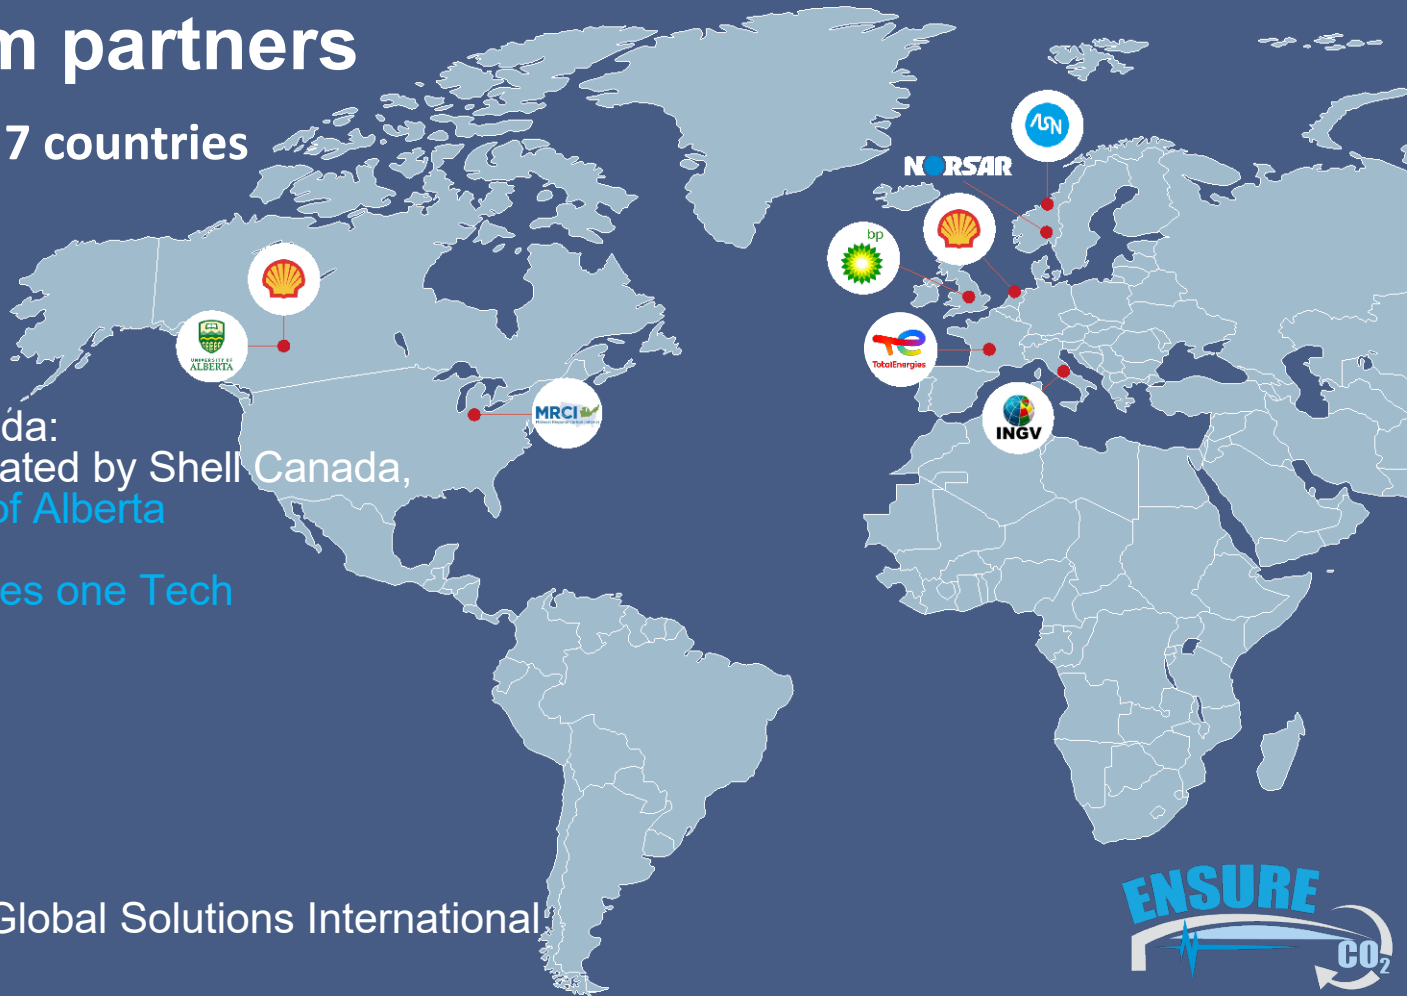 m partners
7 countries
NORSAR
bp
UNIVERSITY OF
ALBERTA
TotalEnergies
MRCI
INGV
da:
ated by Shell Canada,
of Alberta
es one Tech
Global Solutions International
ENSURE
CO2